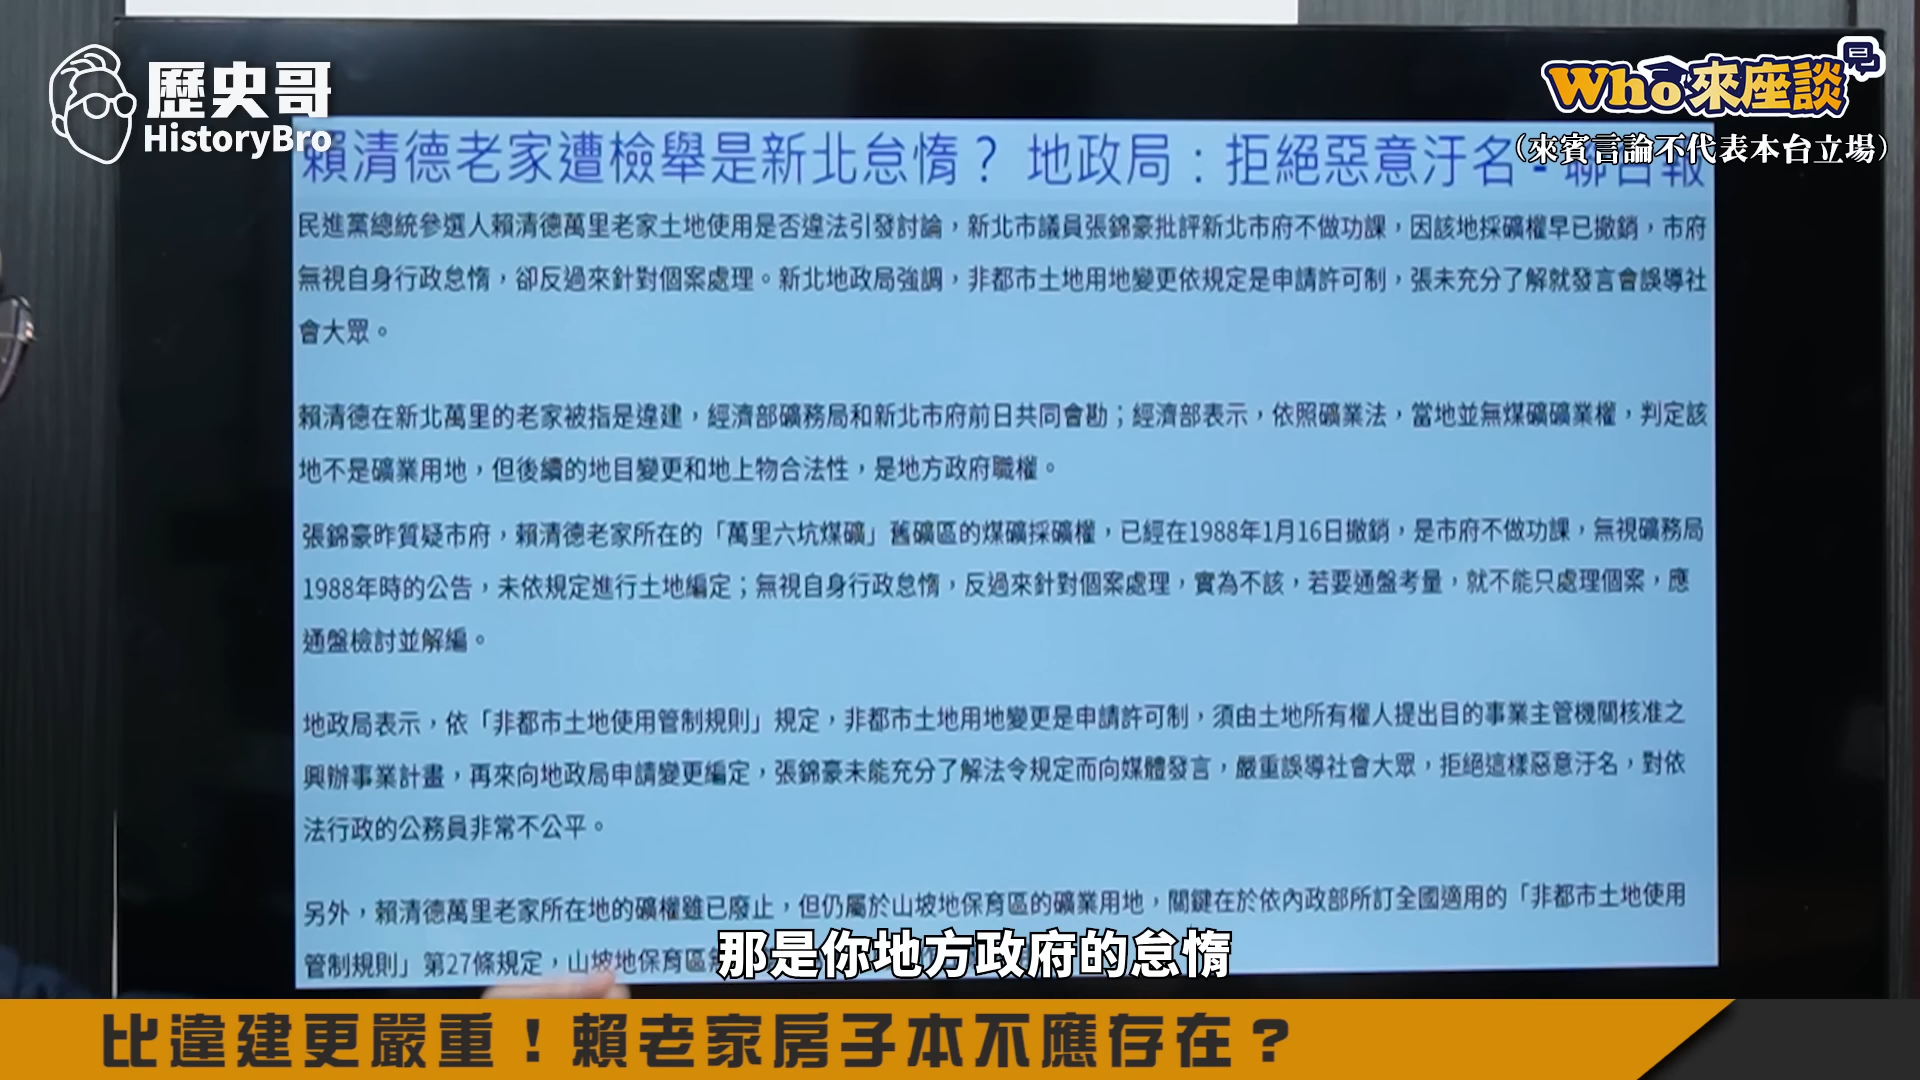 歷史哥
HistoryBro
Who來座談
(來賓言論不代表本台立場)
賴清德老家遭檢舉是新北怠惰？ 地政局：拒絕惡意汙名 - 聯合報
民進黨總統參選人賴清德萬里老家土地使用是否違法引發討論，新北市議員張錦豪批評新北市府不做功課，因該地採礦權早已撤銷，市府
無視自身行政怠惰，卻反過來針對個案處理。新北地政局強調，非都市土地用地變更依規定是申請許可制，張未充分了解就發言會誤導社
會大眾。
賴清德在新北萬里的老家被指是違建，經濟部礦務局和新北市府前日共同會勘；經濟部表示，依照礦業法，當地並無煤礦礦業權，判定該
地不是礦業用地，但後續的地目變更和地上物合法性，是地方政府職權。
張錦豪昨質疑市府，賴清德老家所在的「萬里六坑煤礦」舊礦區的煤礦採礦權，已經在1988年1月16日撤銷，是市府不做功課，無視礦務局
1988年時的公告，未依規定進行土地編定；無視自身行政怠惰，反過來針對個案處理，實為不該，若要通盤考量，就不能只處理個案，應
通盤檢討並解編。
地政局表示，依「非都市土地使用管制規則」規定，非都市土地用地變更是申請許可制，須由土地所有權人提出目的事業主管機關核准之
興辦事業計畫，再來向地政局申請變更編定，張錦豪未能充分了解法令規定而向媒體發言，嚴重誤導社會大眾，拒絕這樣惡意汙名，對依
法行政的公務員非常不公平。
另外，賴清德萬里老家所在地的礦權雖已廢止，但仍屬於山坡地保育區的礦業用地，關鍵在於依內政部所訂全國適用的「非都市土地使用
管制規則」第27條規定，山坡地保育區
那是你地方政府的怠惰
比違建更嚴重！賴老家房子本不應存在？